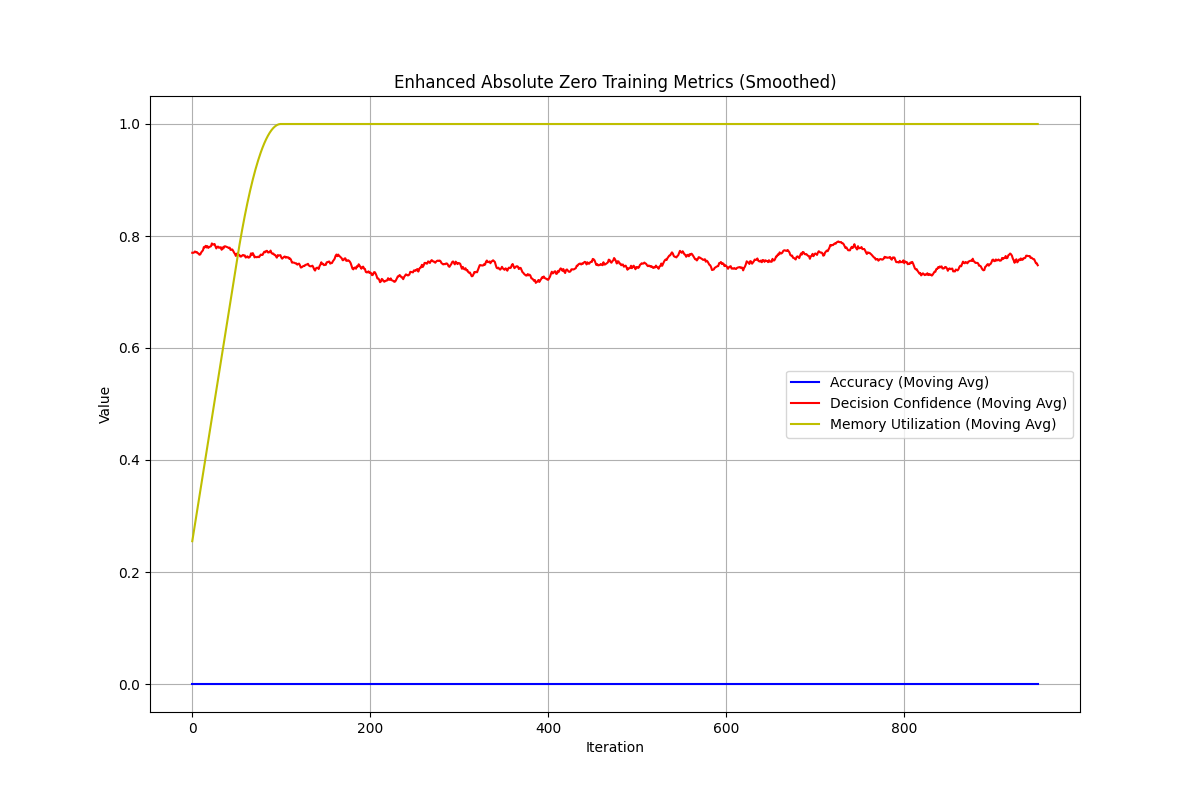 Enhanced Absolute Zero Training Metrics (Smoothed)
1.0
0.8
0.6
0.4
0.2
0.0
Value
Accuracy (Moving Avg)
Decision Confidence (Moving Avg)
Memory Utilization (Moving Avg)
0
200
400
600
800
Iteration